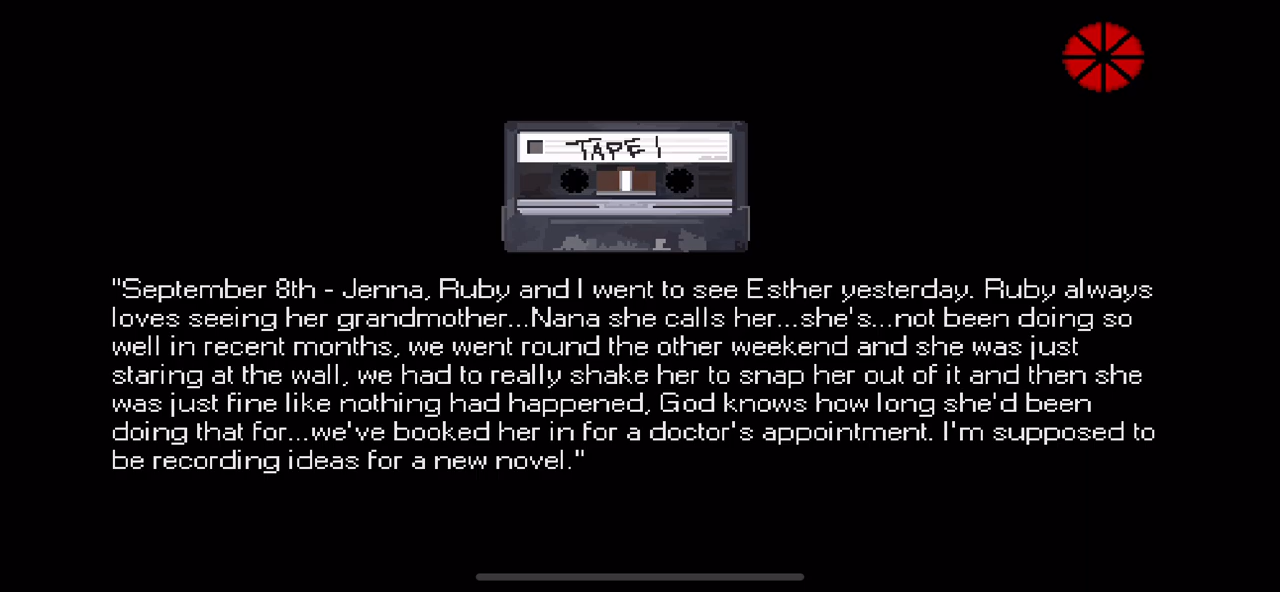 TAPE 1
"September 8th - Jenna, Ruby and I went to see Esther yesterday. Ruby always
loves seeing her grandmother...Nana she calls her...she's...not been doing so
well in recent months, we went round the other weekend and she was just
staring at the wall, we had to really shake her to snap her out of it and then she
was just fine like nothing had happened, God knows how long she'd been
doing that for...we've booked her in for a doctor's appointment. I'm supposed to
be recording ideas for a new novel."